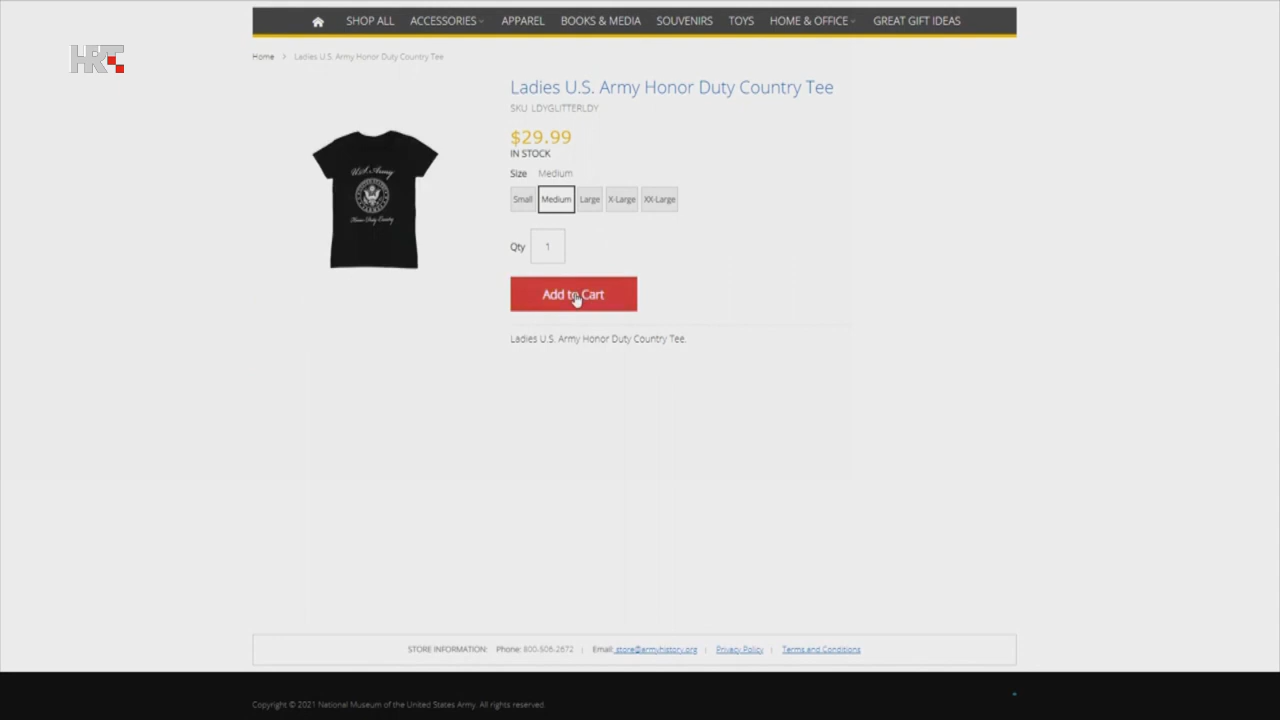 SHOP ALL ACCESSORIES APPAREL BOOKS & MEDIA SOUVENIRS TOYS HOME & OFFICE GREAT GIFT IDEAS
HRT
Home > Ladies U.S. Army Honor Duty Country Tee
Ladies U.S. Army Honor Duty Country Tee
SKU LDYGLITTERLDY
$29.99
IN STOCK
Size Medium
Small Medium Large X-Large XX-Large
U.S. Army
Honor Duty Country
Qty 1
Add to Cart
Ladies U.S. Army Honor Duty Country Tee.
STORE INFORMATION: Phone: 800.506.2672 | Email: store@armyhistory.org | Privacy Policy | Terms and Conditions
Copyright © 2021 National Museum of the United States Army. All rights reserved.